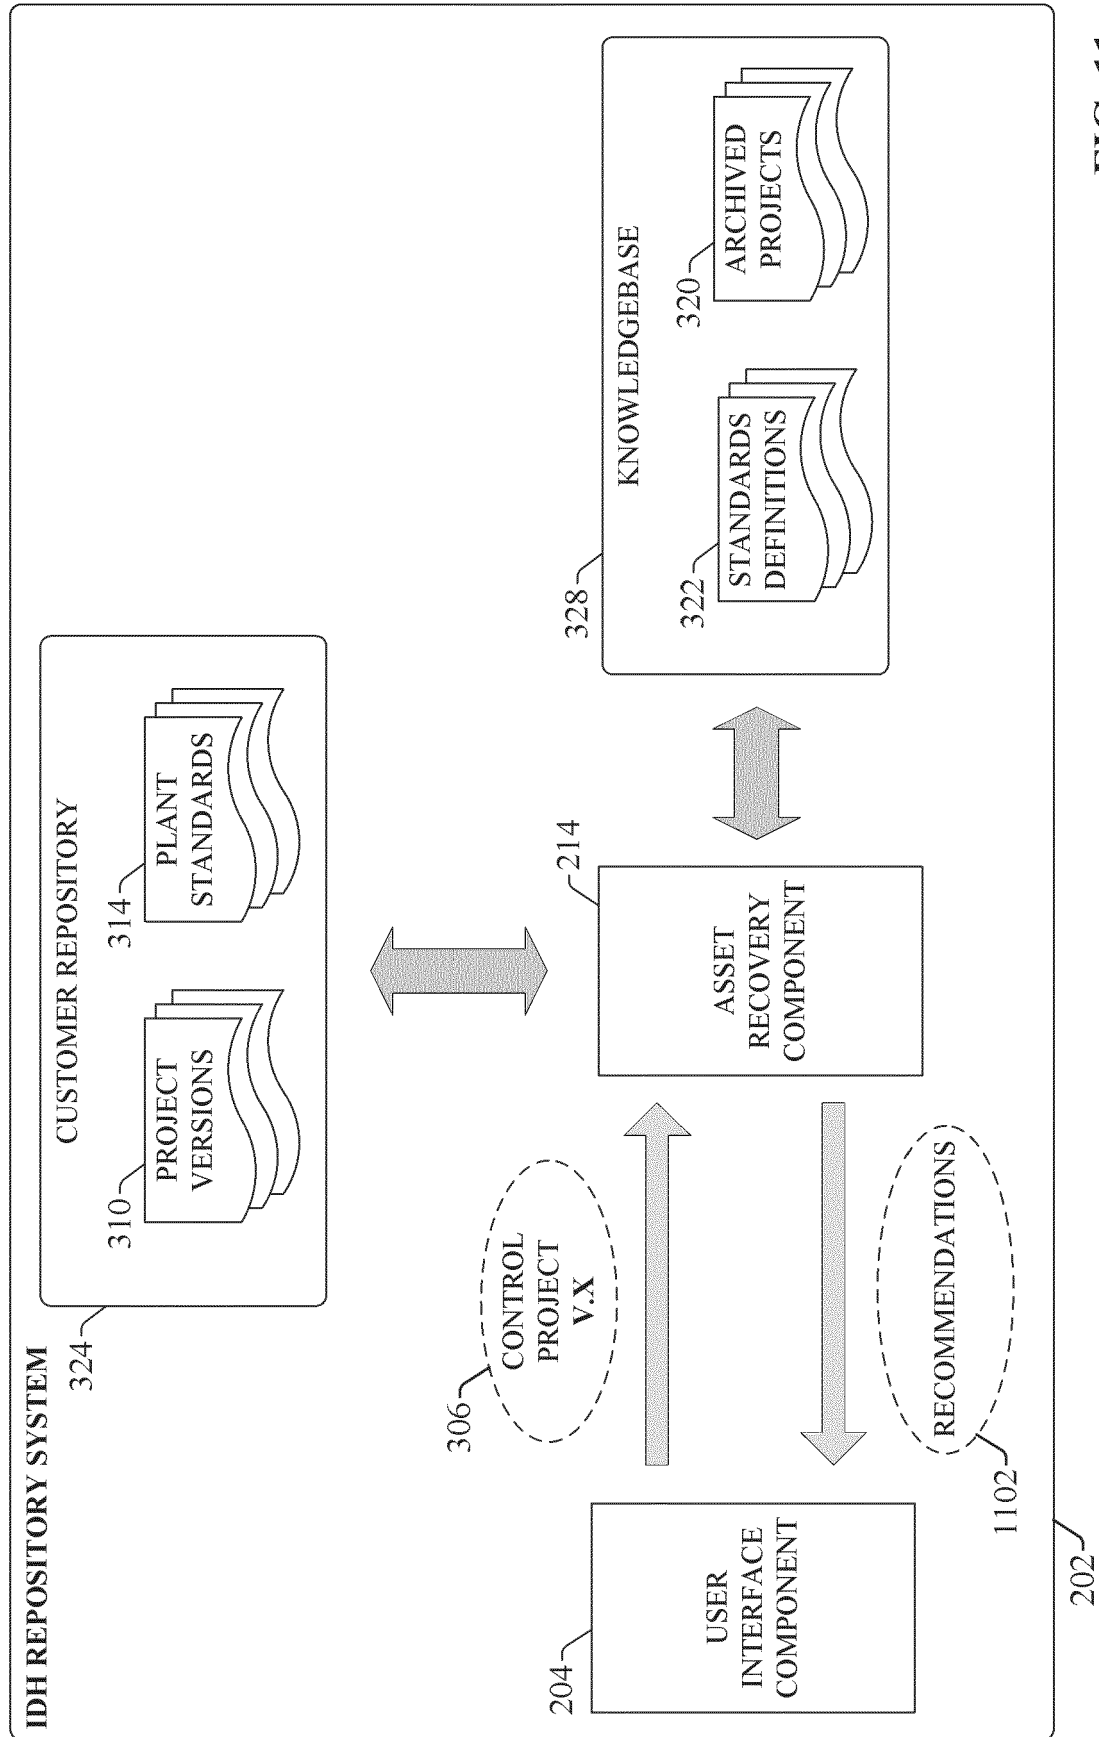 IDH REPOSITORY SYSTEM
324
CUSTOMER REPOSITORY
310
PROJECT
VERSIONS
314
PLANT
STANDARDS
306
CONTROL
PROJECT
V.X
204
USER
INTERFACE
COMPONENT
214
ASSET
RECOVERY
COMPONENT
328
KNOWLEDGEBASE
322
STANDARDS
DEFINITIONS
320
ARCHIVED
PROJECTS
RECOMMENDATIONS
1102
202